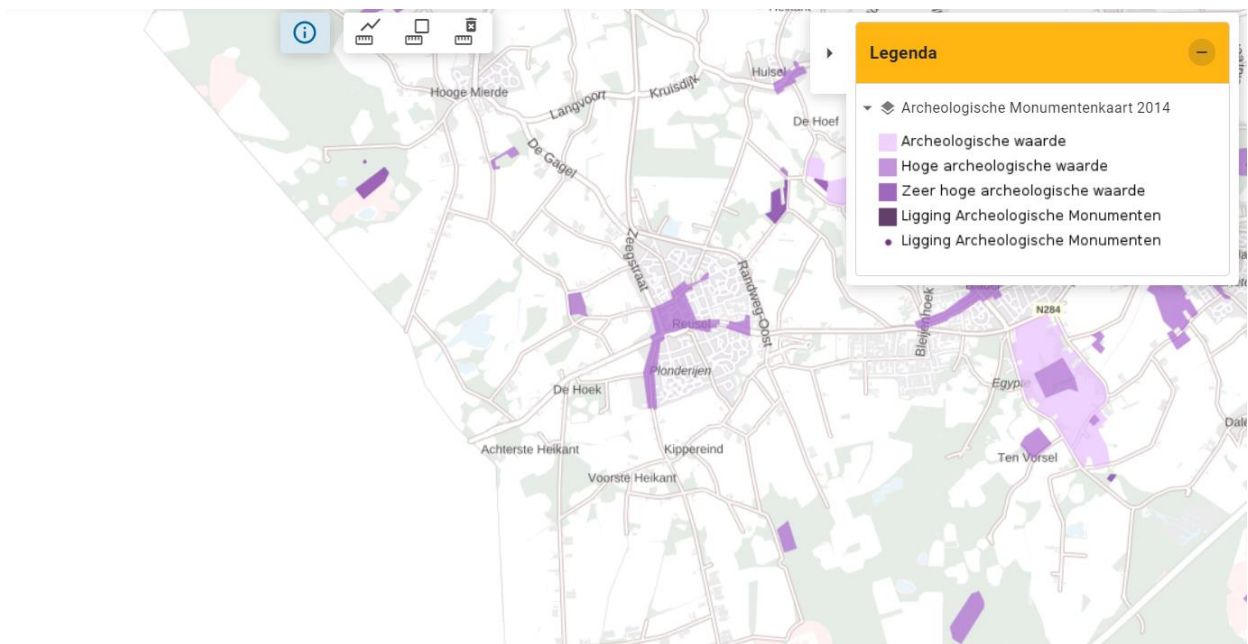 Legenda
Archeologische Monumentenkaart 2014
Archeologische waarde
Hoge archeologische waarde
Zeer hoge archeologische waarde
Ligging Archeologische Monumenten
Ligging Archeologische Monumenten
Hulsel
Hooge Mierde
Kruisdijk
Langvoort
De Hoef
De Gagel
Zeegstraat
Randweg-Oost
Bleijenhoek
N284
Reusel
Plonderijen
Egypte
De Hoek
Achterste Heikant
Kippereind
Ten Vorsel
Voorste Heikant